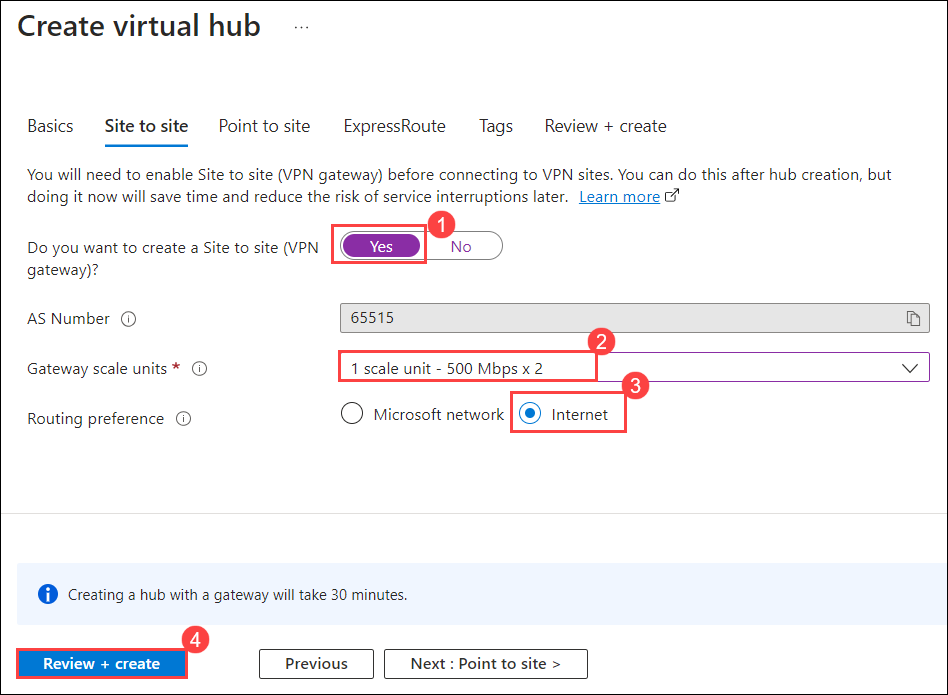 Create virtual hub ...
Basics Site to site Point to site ExpressRoute Tags Review + create
You will need to enable Site to site (VPN gateway) before connecting to VPN sites. You can do this after hub creation, but
doing it now will save time and reduce the risk of service interruptions later. Learn more
1
Do you want to create a Site to site (VPN Yes No
gateway)?
AS Number 65515
2
Gateway scale units * 1 scale unit - 500 Mbps x 2
3
Routing preference Microsoft network Internet
Creating a hub with a gateway will take 30 minutes.
4
Review + create Previous Next : Point to site >